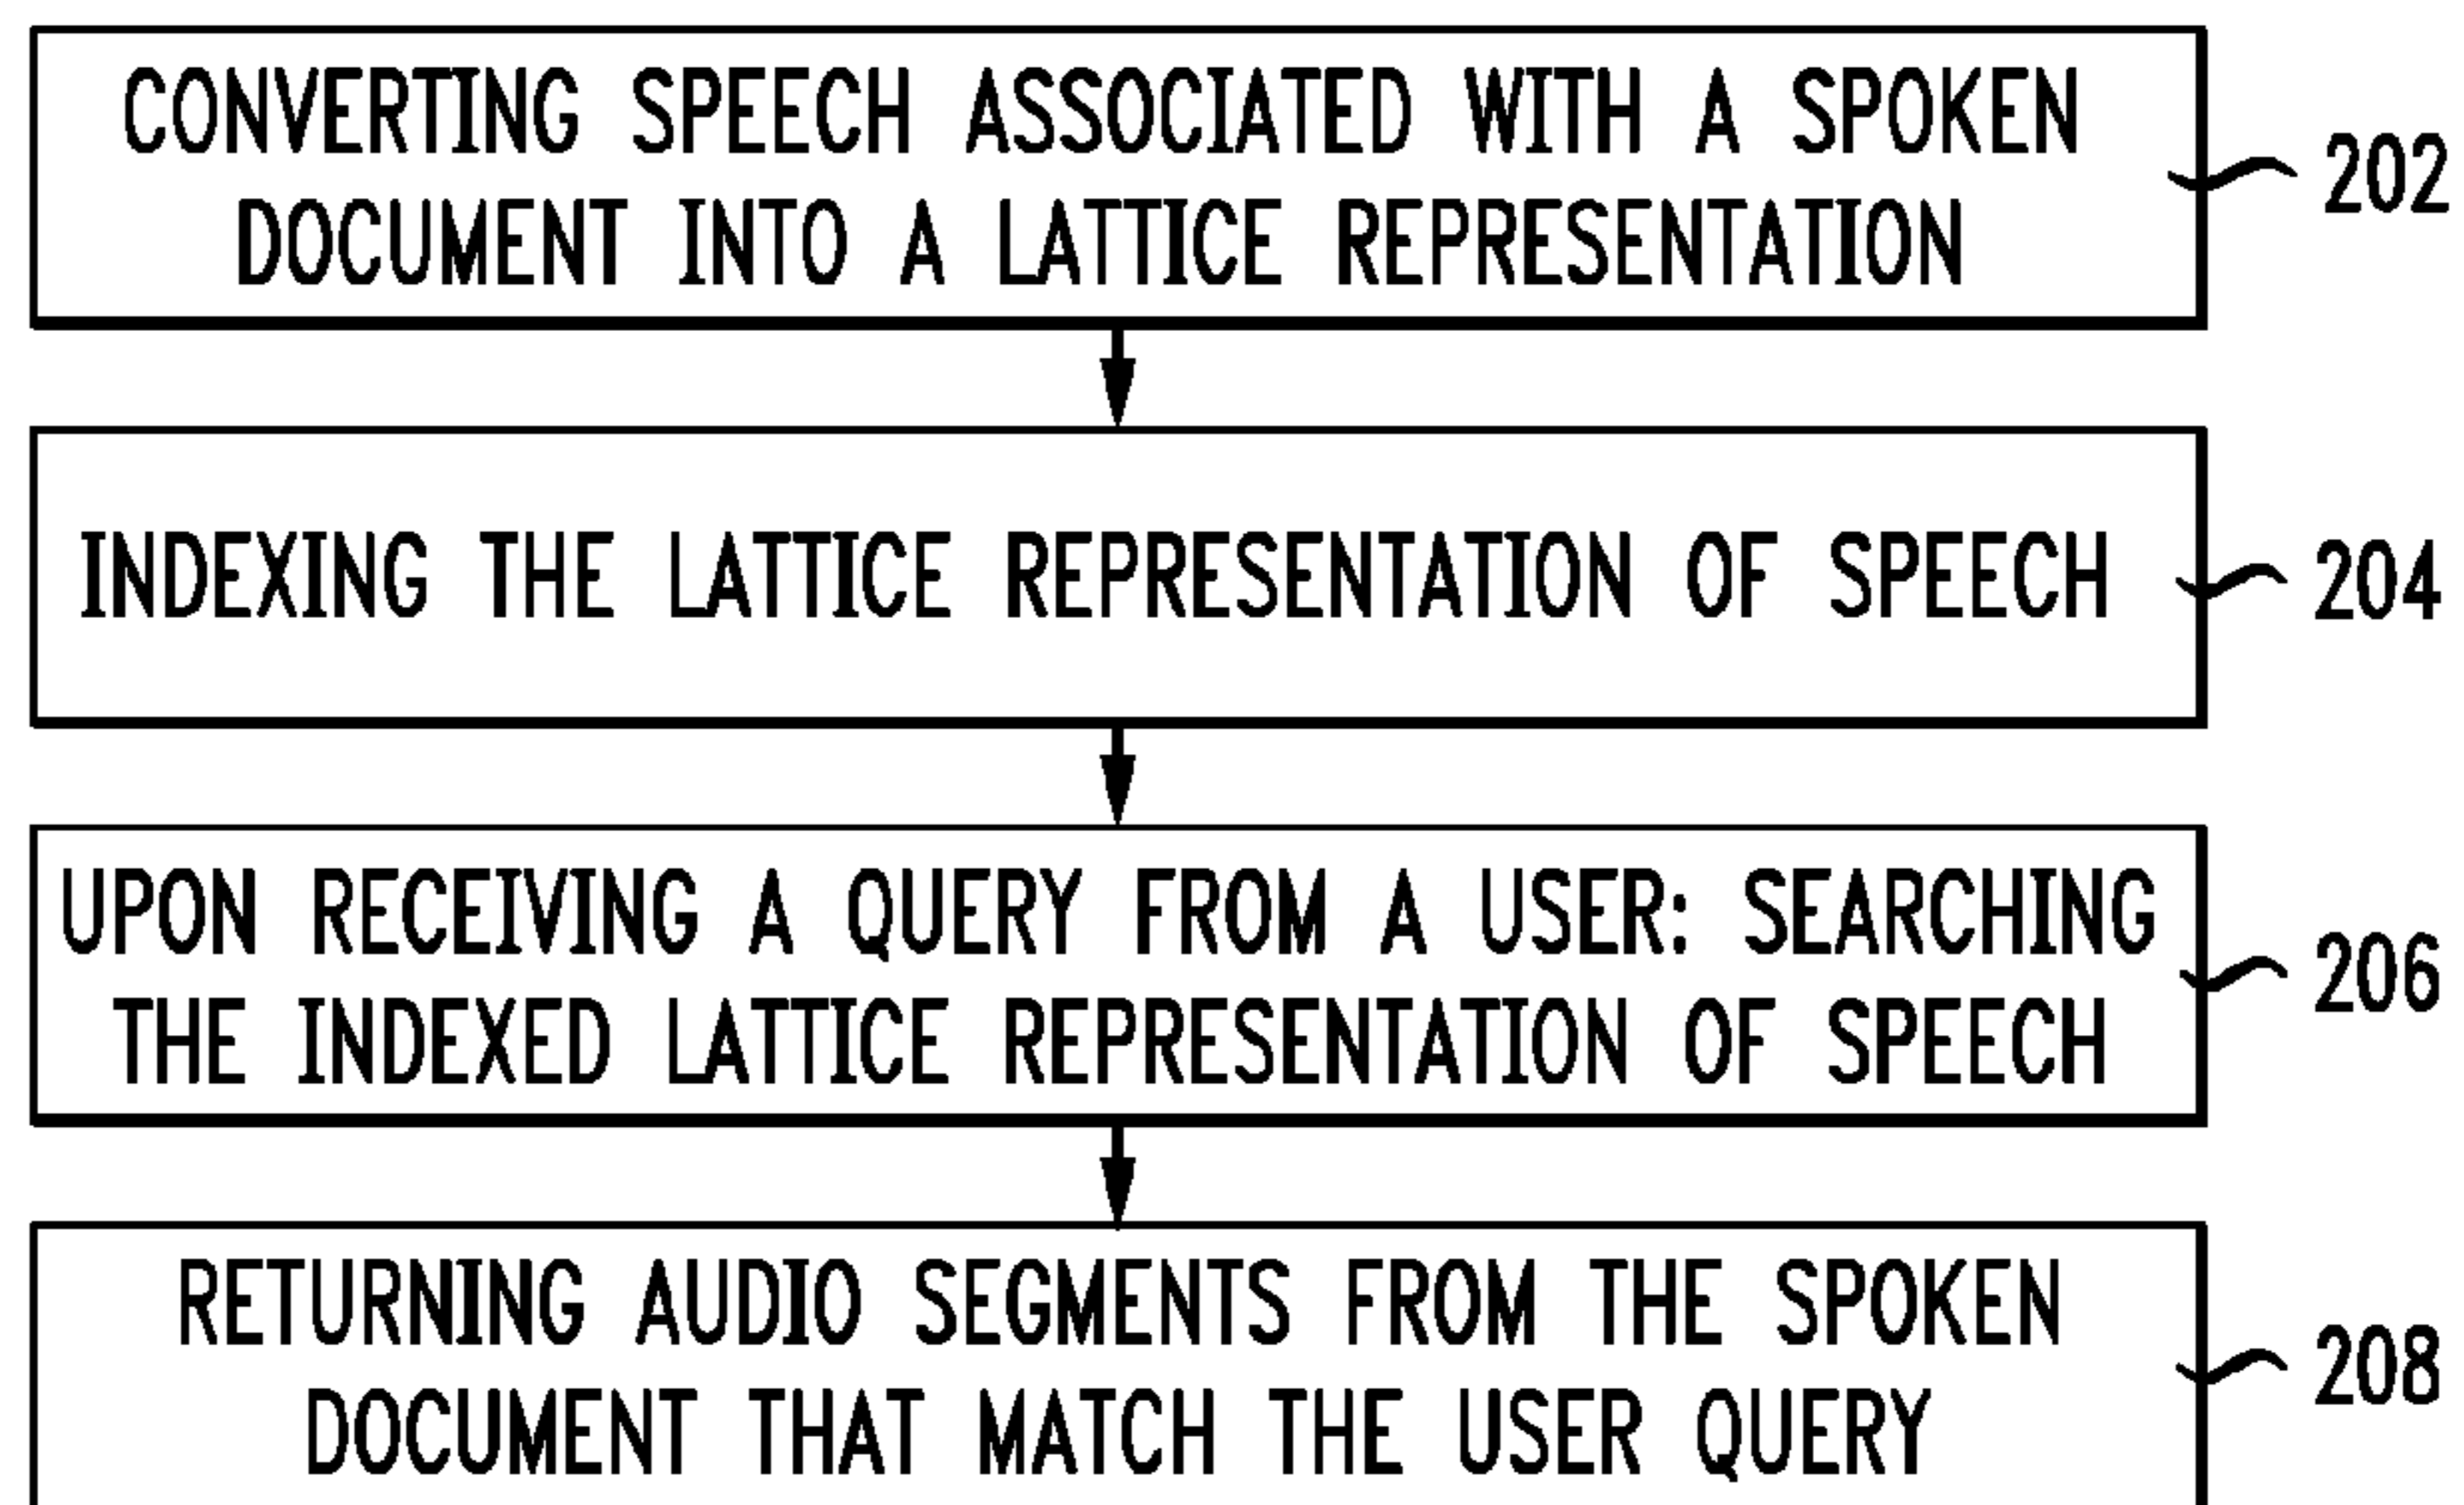 CONVERTING SPEECH ASSOCIATED WITH A SPOKEN
DOCUMENT INTO A LATTICE REPRESENTATION
202
INDEXING THE LATTICE REPRESENTATION OF SPEECH
204
UPON RECEIVING A QUERY FROM A USER: SEARCHING
THE INDEXED LATTICE REPRESENTATION OF SPEECH
206
RETURNING AUDIO SEGMENTS FROM THE SPOKEN
DOCUMENT THAT MATCH THE USER QUERY
208